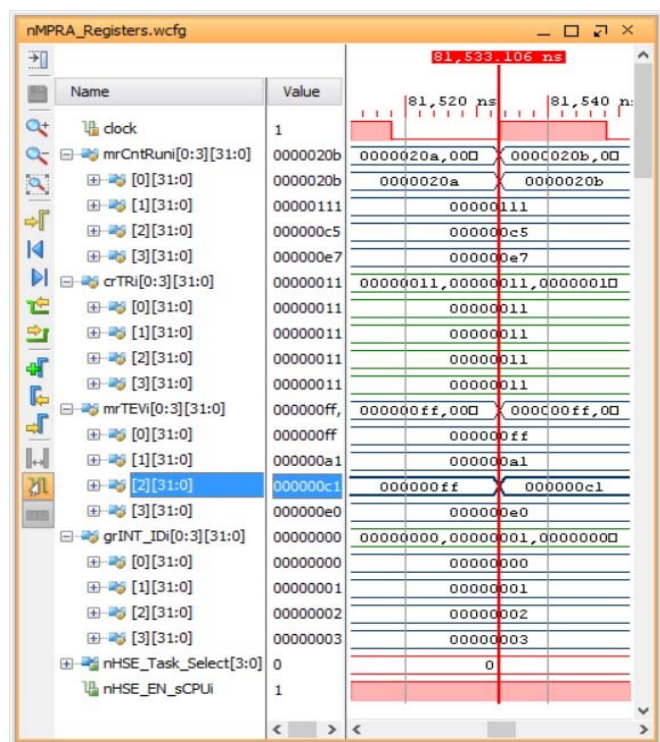 nMPRA_Registers.wcfg
81,533.106 ns
Name Value 81,520 ns 81,540 n
clock 1
mrCntRuni[0:3][31:0] 0000020b 0000020a,00 0000020b,00
[0][31:0] 0000020b 0000020a 0000020b
[1][31:0] 00000111 00000111
[2][31:0] 000000c5 000000c5
[3][31:0] 000000e7 000000e7
crTRi[0:3][31:0] 00000011 00000011,00000011,0000001
[0][31:0] 00000011 00000011
[1][31:0] 00000011 00000011
[2][31:0] 00000011 00000011
[3][31:0] 00000011 00000011
mrTEVi[0:3][31:0] 000000ff, 000000ff,00 000000ff,00
[0][31:0] 000000ff 000000ff
[1][31:0] 000000a1 000000a1
[2][31:0] 000000c1 000000ff 000000c1
[3][31:0] 000000e0 000000e0
grINT_IDi[0:3][31:0] 00000000 00000000,00000001,0000000
[0][31:0] 00000000 00000000
[1][31:0] 00000001 00000001
[2][31:0] 00000002 00000002
[3][31:0] 00000003 00000003
nHSE_Task_Select[3:0] 0 0
nHSE_EN_sCPUi 1